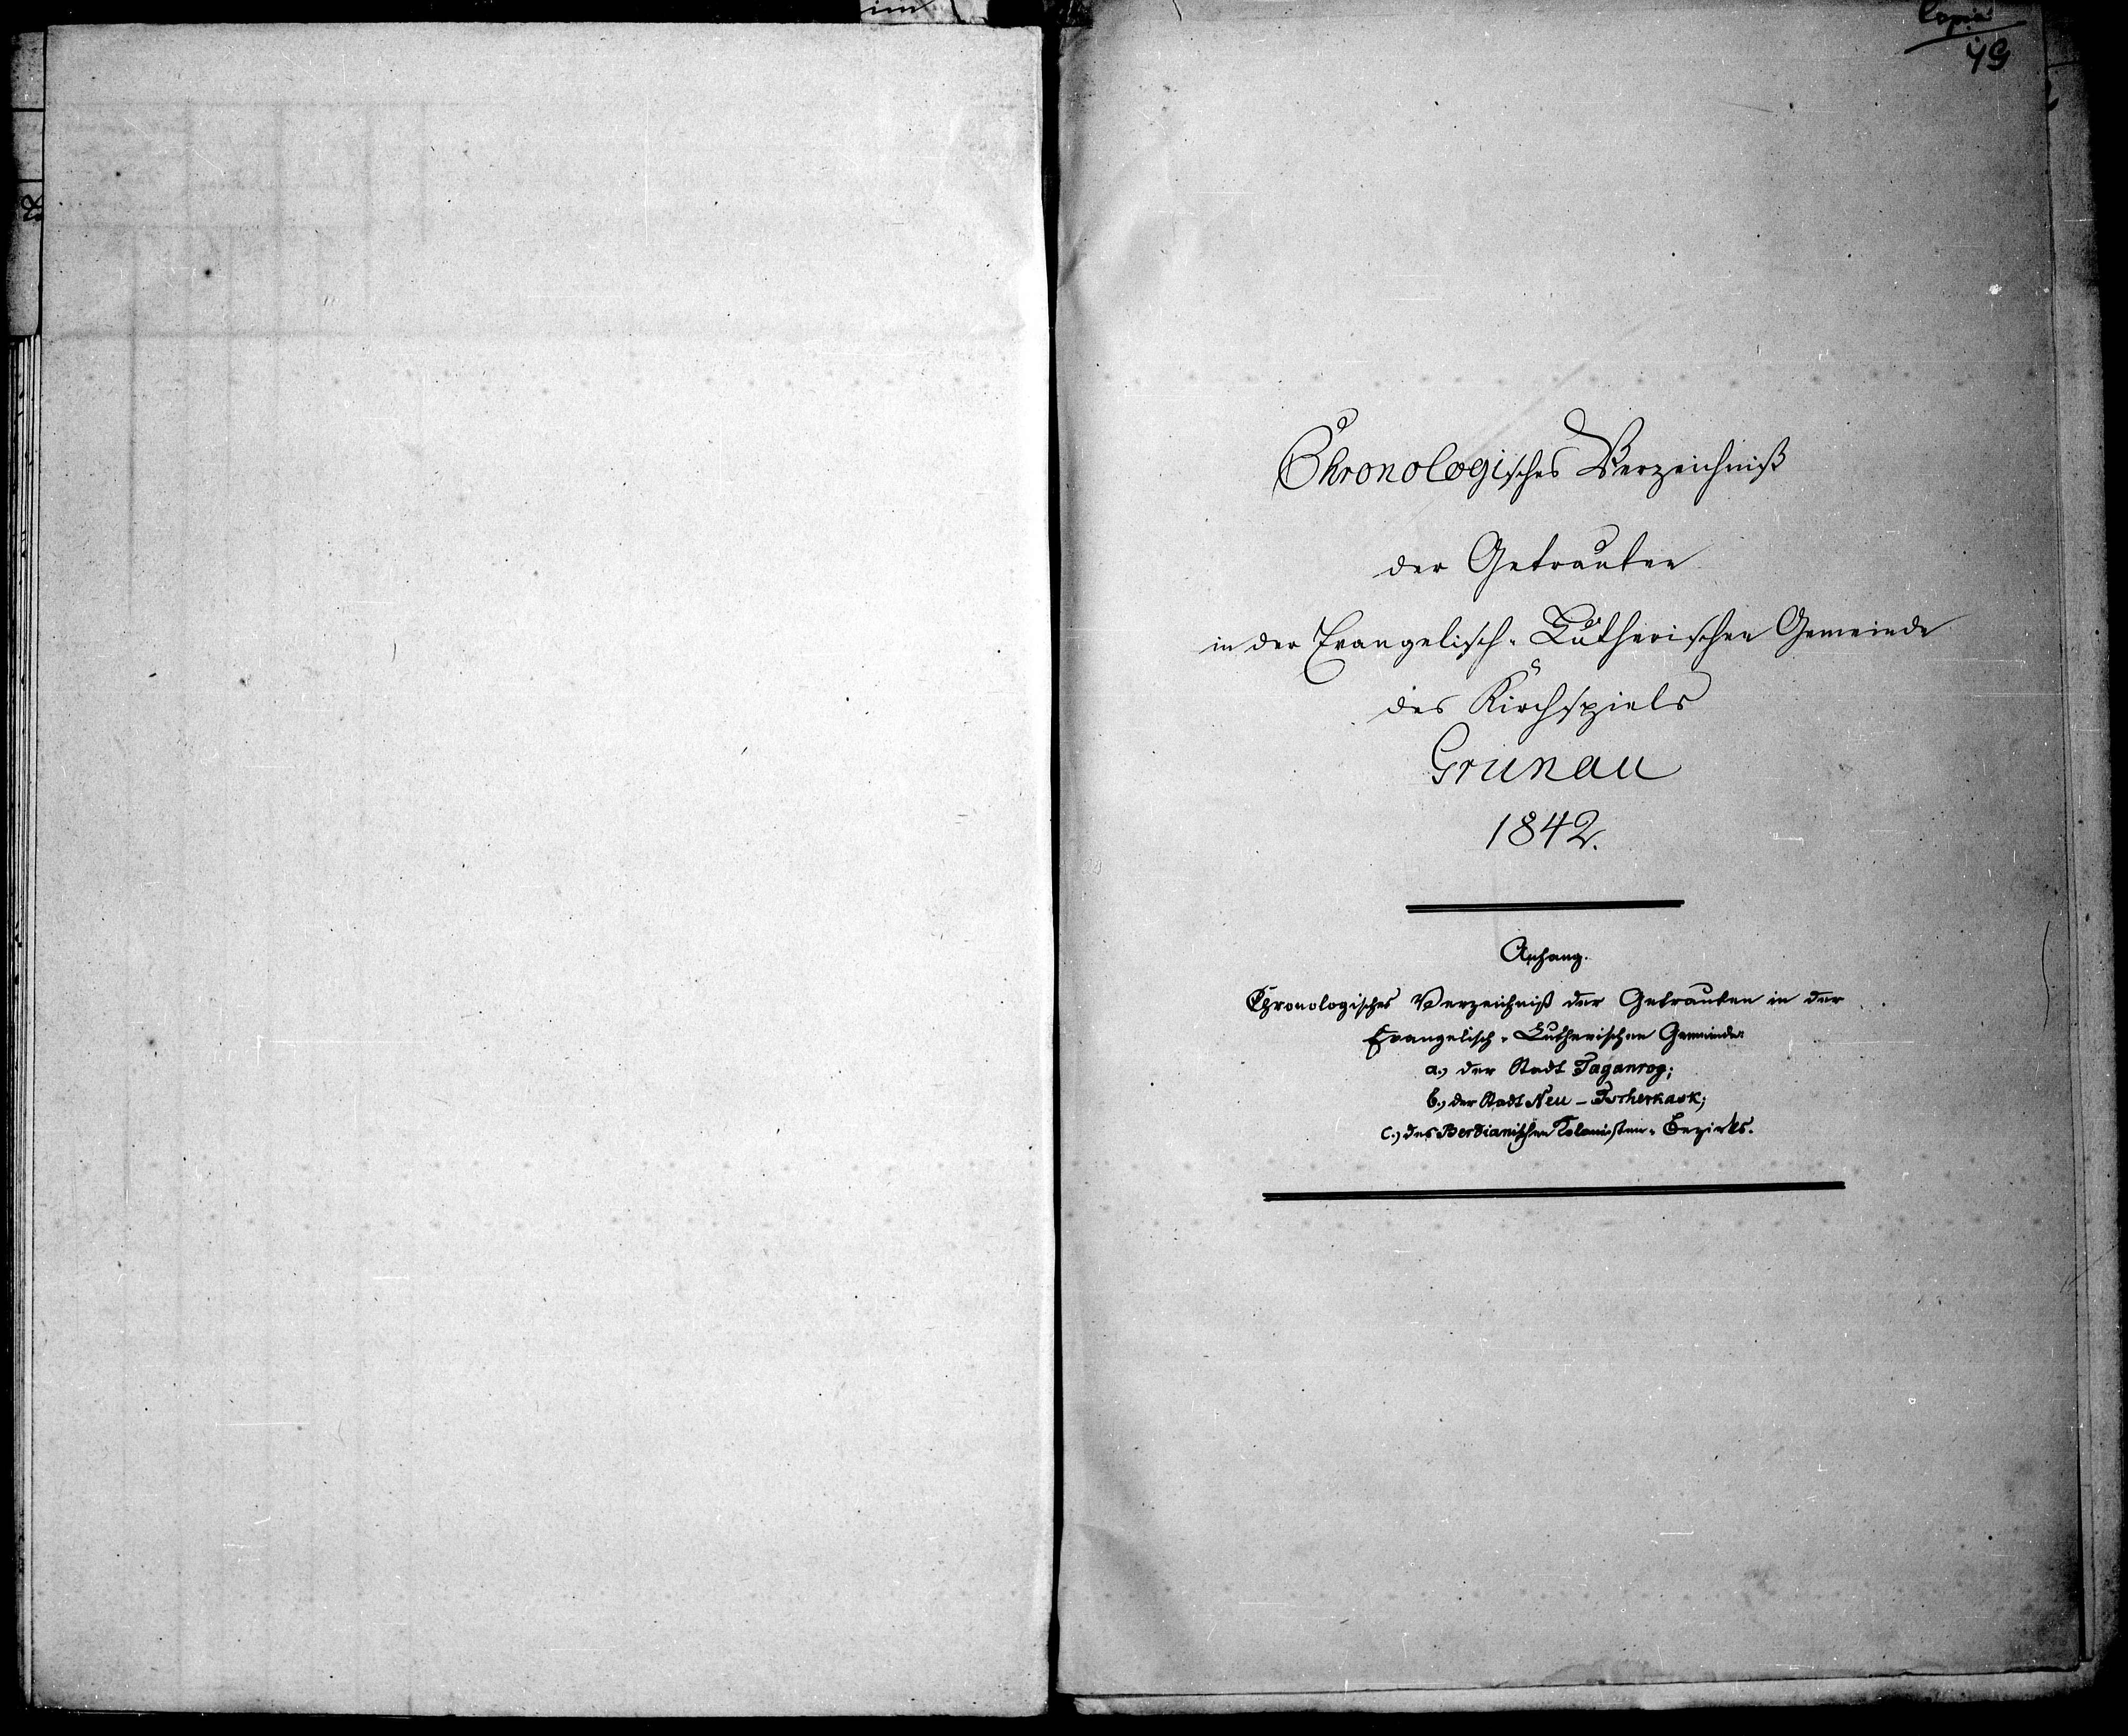 Copia
49
Chronologisches Verzeichniß
der Getrauten
in der Evangelisch-Lutherischen Gemeinde
des Kirchspiels
Grunau
1842.
Anhang.
Chronologisches Verzeichniß der Getrauten in der
Evangelisch-Lutherischen Gemeinde:
a.) der Stadt Taganrog;
b.) der Stadt Neu-Tscherkask;
c.) des Berdianischen Kolonisten-Bezirks.